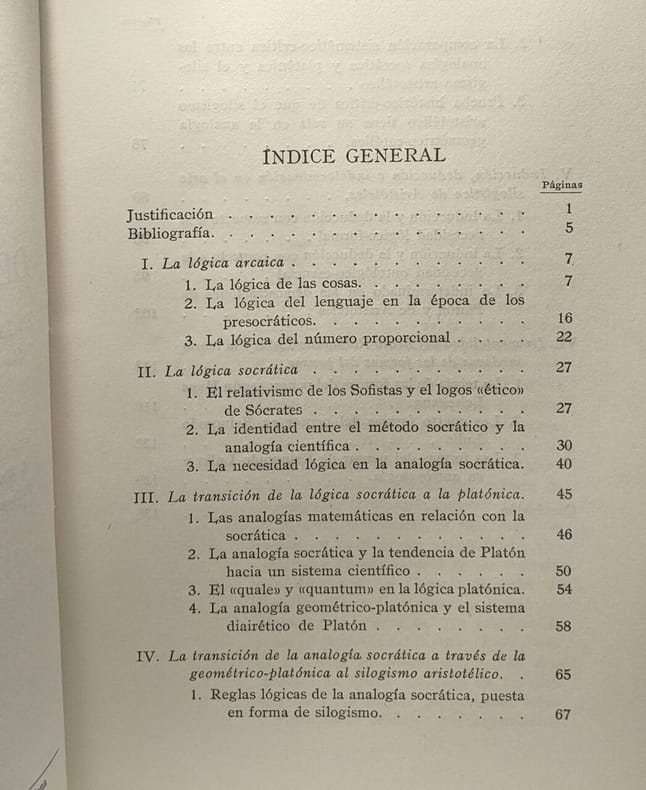 ÍNDICE GENERAL
Páginas
Justificación . . . . . . . . . . . . . . . 1
Bibliografía. . . . . . . . . . . . . . . . 5
I. La lógica arcaica . . . . . . . . . . . . 7
1. La lógica de las cosas. . . . . . . . . 7
2. La lógica del lenguaje en la época de los
presocráticos. . . . . . . . . . . 16
3. La lógica del número proporcional . . . . 22
II. La lógica socrática . . . . . . . . . . . 27
1. El relativismo de los Sofistas y el logos «ético»
de Sócrates . . . . . . . . . . . 27
2. La identidad entre el método socrático y la
analogía científica . . . . . . . . . 30
3. La necesidad lógica en la analogía socrática. 40
III. La transición de la lógica socrática a la platónica. 45
1. Las analogías matemáticas en relación con la
socrática . . . . . . . . . . . . 46
2. La analogía socrática y la tendencia de Platón
hacia un sistema científico . . . . . . 50
3. El «quale» y «quantum» en la lógica platónica. 54
4. La analogía geométrico-platónica y el sistema
diairético de Platón . . . . . . . . 58
IV. La transición de la analogía socrática a través de la
geométrico-platónica al silogismo aristotélico. . 65
1. Reglas lógicas de la analogía socrática, puesta
en forma de silogismo. . . . . . . . 67